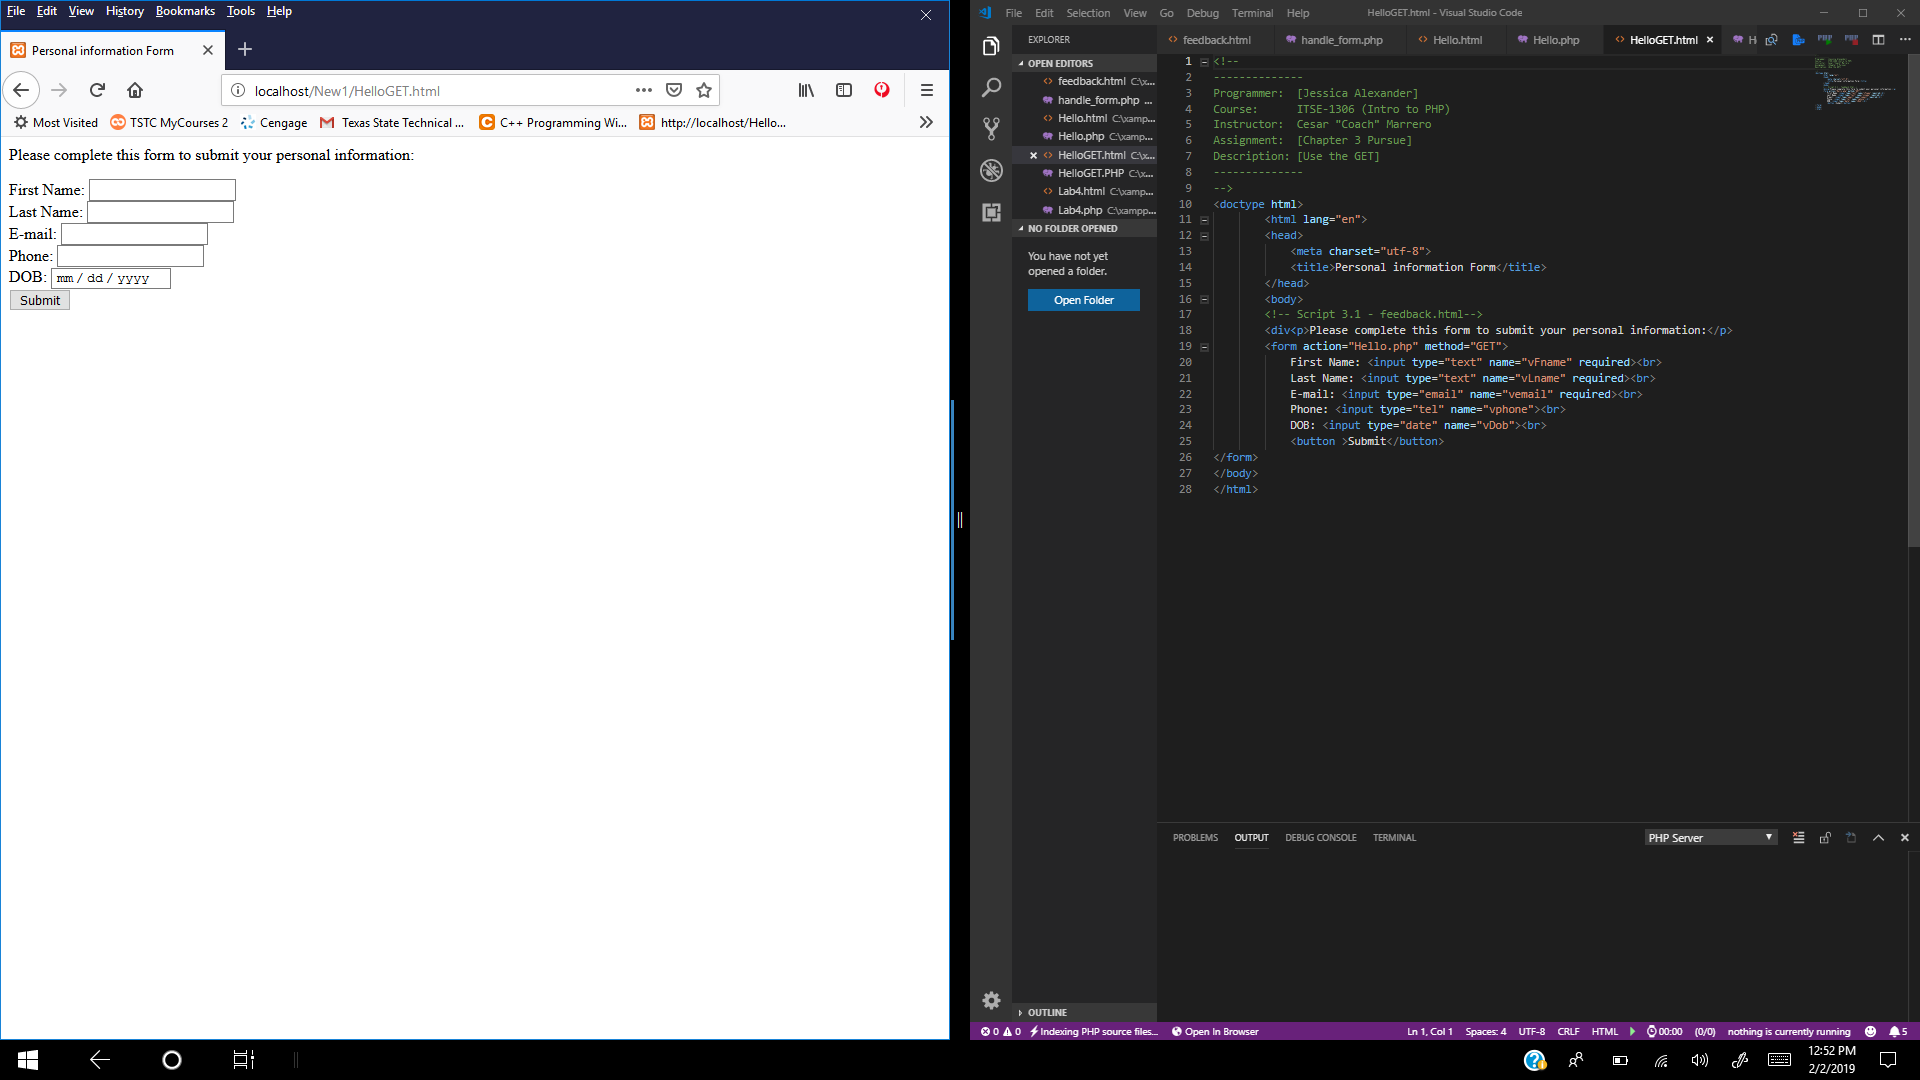 File Edit View History Bookmarks Tools Help
Personal information Form
localhost/New1/HelloGET.html
Most Visited TSTC MyCourses 2 Cengage Texas State Technical ... C++ Programming Wi... http://localhost/Hello...
Please complete this form to submit your personal information:
First Name:
Last Name:
E-mail:
Phone:
DOB: mm / dd / yyyy
Submit
File Edit Selection View Go Debug Terminal Help HelloGET.html - Visual Studio Code
EXPLORER
OPEN EDITORS
feedback.html C:\x...
handle_form.php ...
Hello.html C:\xamp...
Hello.php C:\xamp...
HelloGET.html C:\x...
HelloGET.PHP C:\x...
Lab4.html C:\xamp...
Lab4.php C:\xampp...
NO FOLDER OPENED
You have not yet
opened a folder.
Open Folder
OUTLINE
feedback.html handle_form.php Hello.html Hello.php HelloGET.html H
1 <!--
2 --------------
3 Programmer: [Jessica Alexander]
4 Course: ITSE-1306 (Intro to PHP)
5 Instructor: Cesar "Coach" Marrero
6 Assignment: [Chapter 3 Pursue]
7 Description: [Use the GET]
8 --------------
9 -->
10 <doctype html>
11 <html lang="en">
12 <head>
13 <meta charset="utf-8">
14 <title>Personal information Form</title>
15 </head>
16 <body>
17 <!-- Script 3.1 - feedback.html-->
18 <div<p>Please complete this form to submit your personal information:</p>
19 <form action="Hello.php" method="GET">
20 First Name: <input type="text" name="vFname" required><br>
21 Last Name: <input type="text" name="vLname" required><br>
22 E-mail: <input type="email" name="vemail" required><br>
23 Phone: <input type="tel" name="vphone"><br>
24 DOB: <input type="date" name="vDob"><br>
25 <button >Submit</button>
26 </form>
27 </body>
28 </html>
PROBLEMS OUTPUT DEBUG CONSOLE TERMINAL PHP Server
0 0 Indexing PHP source files... Open In Browser Ln 1, Col 1 Spaces: 4 UTF-8 CRLF HTML 00:00 (0/0) nothing is currently running 5
12:52 PM
2/2/2019